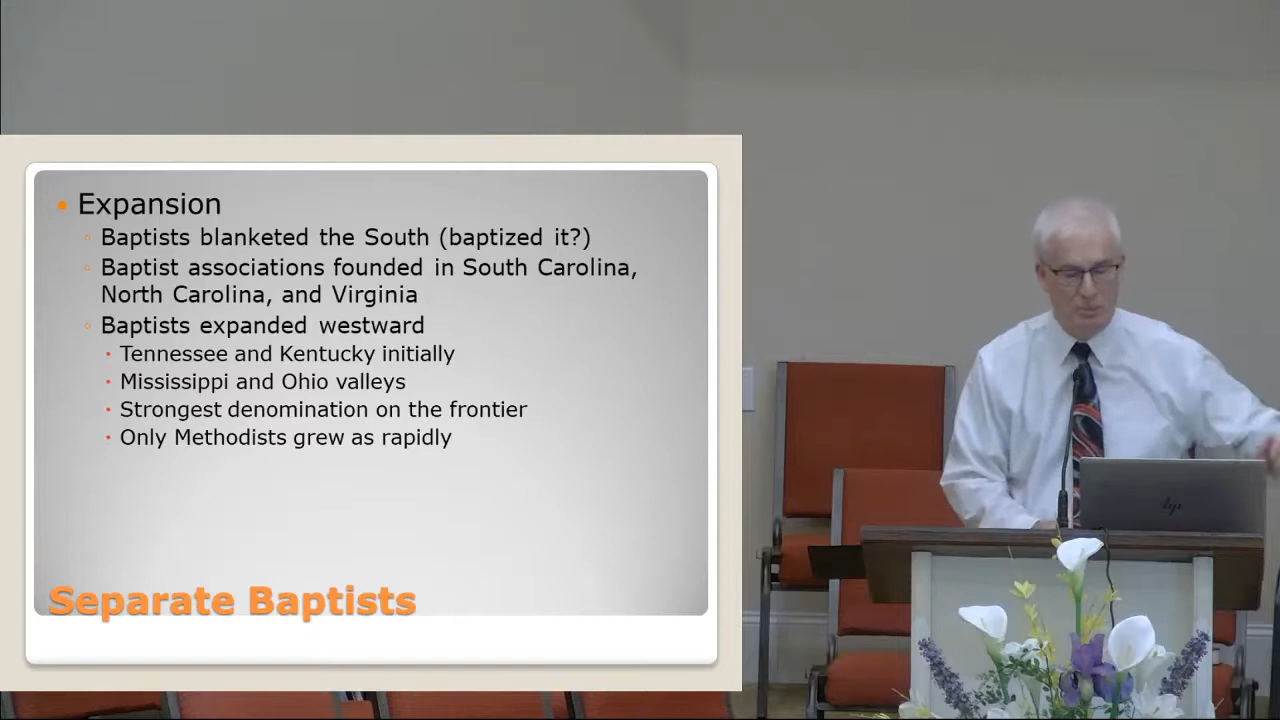 Expansion
Baptists blanketed the South (baptized it?)
Baptist associations founded in South Carolina,
North Carolina, and Virginia
Baptists expanded westward
Tennessee and Kentucky initially
Mississippi and Ohio valleys
Strongest denomination on the frontier
Only Methodists grew as rapidly
Separate Baptists
hp